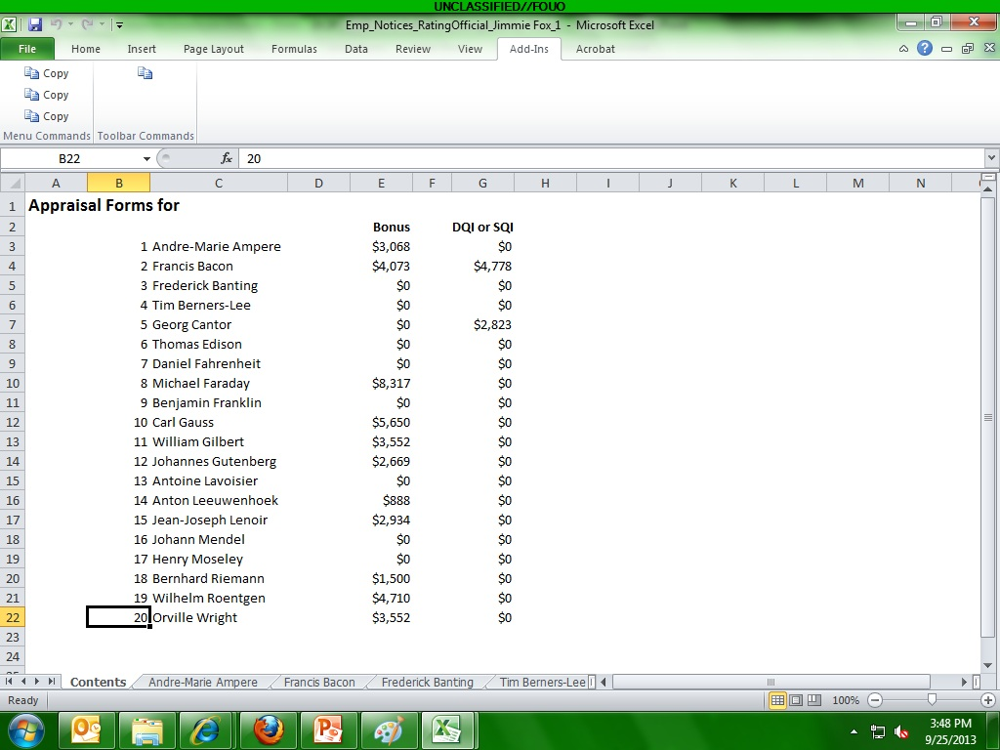 UNCLASSIFIED//FOUO
Emp_Notices_RatingOfficial_Jimmie Fox_1 - Microsoft Excel
File Home Insert Page Layout Formulas Data Review View Add-Ins Acrobat
Copy
Copy
Copy
Menu Commands Toolbar Commands
B22 fx 20
A B C D E F G H I J K L M N
1 Appraisal Forms for
2 Bonus DQI or SQI
3 1 Andre-Marie Ampere $3,068 $0
4 2 Francis Bacon $4,073 $4,778
5 3 Frederick Banting $0 $0
6 4 Tim Berners-Lee $0 $0
7 5 Georg Cantor $0 $2,823
8 6 Thomas Edison $0 $0
9 7 Daniel Fahrenheit $0 $0
10 8 Michael Faraday $8,317 $0
11 9 Benjamin Franklin $0 $0
12 10 Carl Gauss $5,650 $0
13 11 William Gilbert $3,552 $0
14 12 Johannes Gutenberg $2,669 $0
15 13 Antoine Lavoisier $0 $0
16 14 Anton Leeuwenhoek $888 $0
17 15 Jean-Joseph Lenoir $2,934 $0
18 16 Johann Mendel $0 $0
19 17 Henry Moseley $0 $0
20 18 Bernhard Riemann $1,500 $0
21 19 Wilhelm Roentgen $4,710 $0
22 20 Orville Wright $3,552 $0
23
24
Contents Andre-Marie Ampere Francis Bacon Frederick Banting Tim Berners-Lee
Ready 100%
3:48 PM
9/25/2013